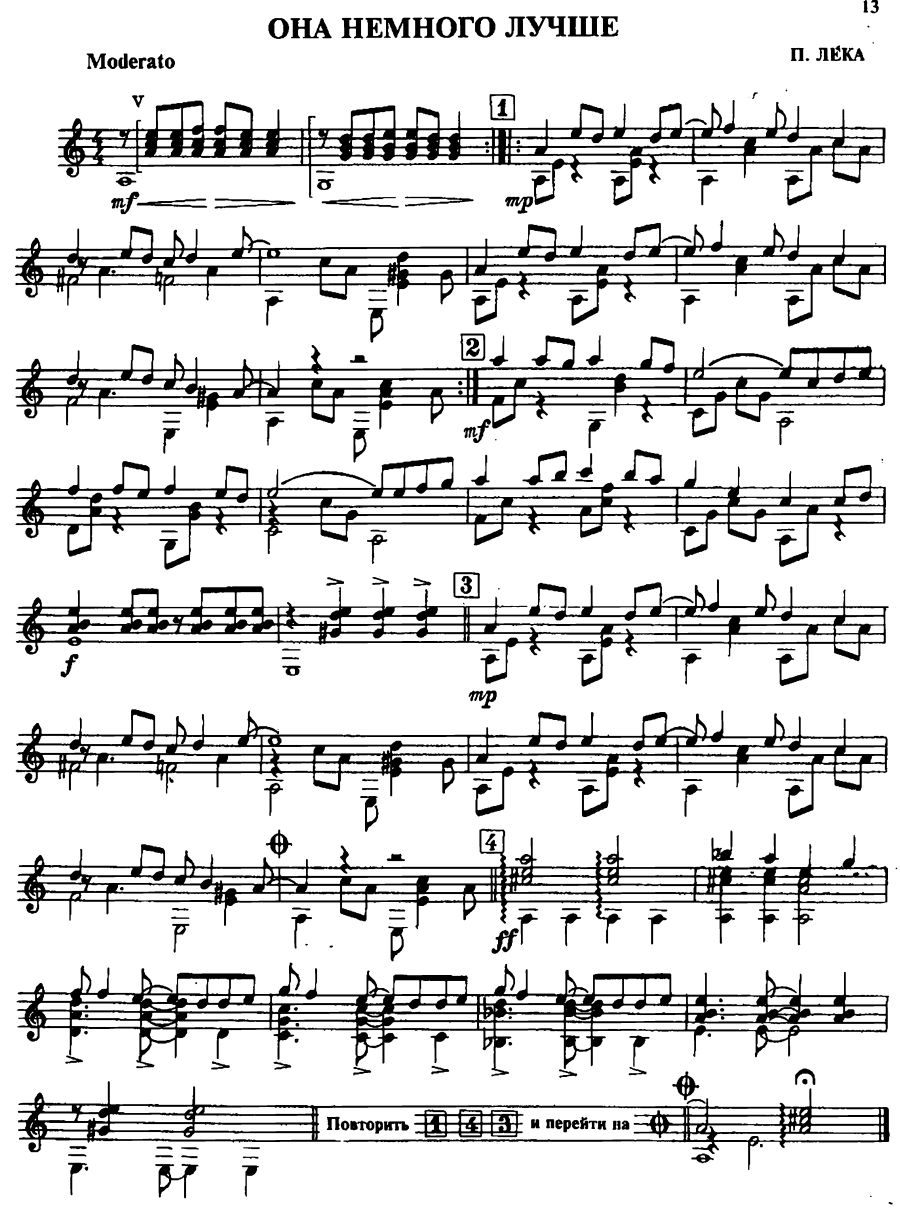 13
ОНА НЕМНОГО ЛУЧШЕ
Moderato
П. ЛЕКА
V
1
mf
mp
2
mf
3
f
mp
4
ff
Повторить 1 4 3 и перейти на